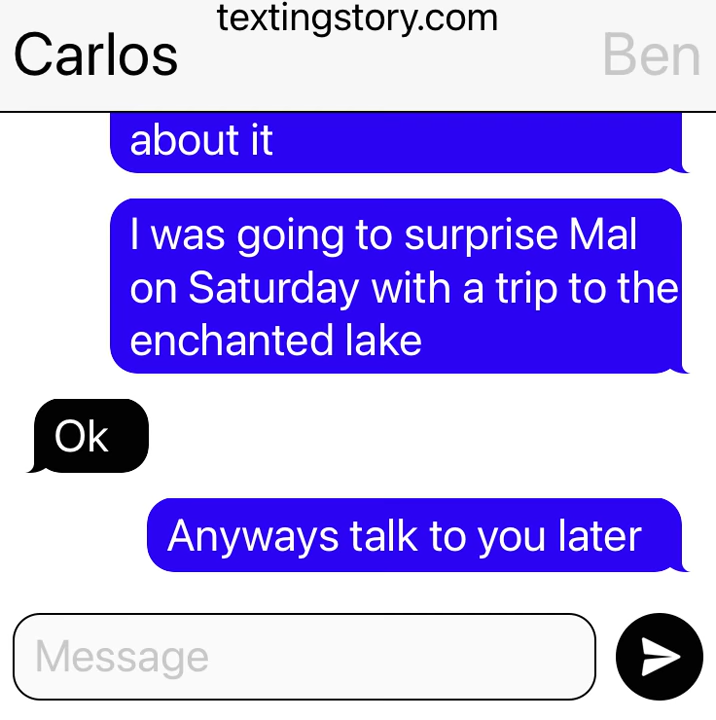 textingstory.com
Carlos
Ben
about it
I was going to surprise Mal
on Saturday with a trip to the
enchanted lake
Ok
Anyways talk to you later
Message